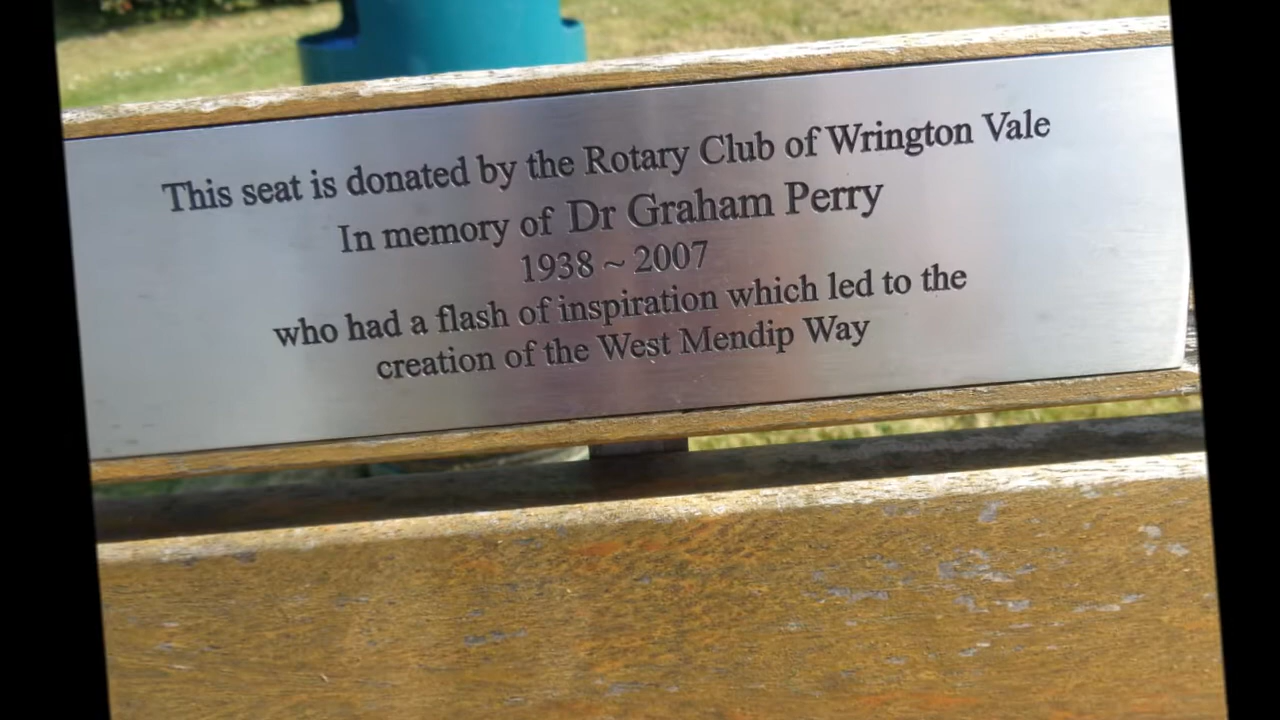 This seat is donated by the Rotary Club of Wrington Vale
In memory of Dr Graham Perry
1938 ~ 2007
who had a flash of inspiration which led to the
creation of the West Mendip Way